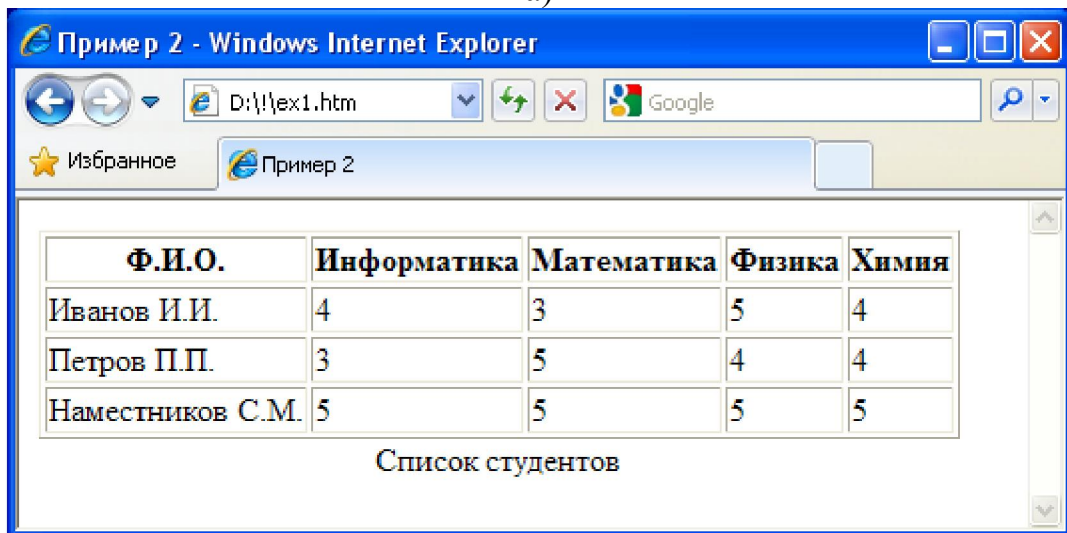 Пример 2 - Windows Internet Explorer
D:\!\ex1.htm Google
Избранное Пример 2
Ф.И.О. Информатика Математика Физика Химия
Иванов И.И. 4 3 5 4
Петров П.П. 3 5 4 4
Наместников С.М. 5 5 5 5
Список студентов